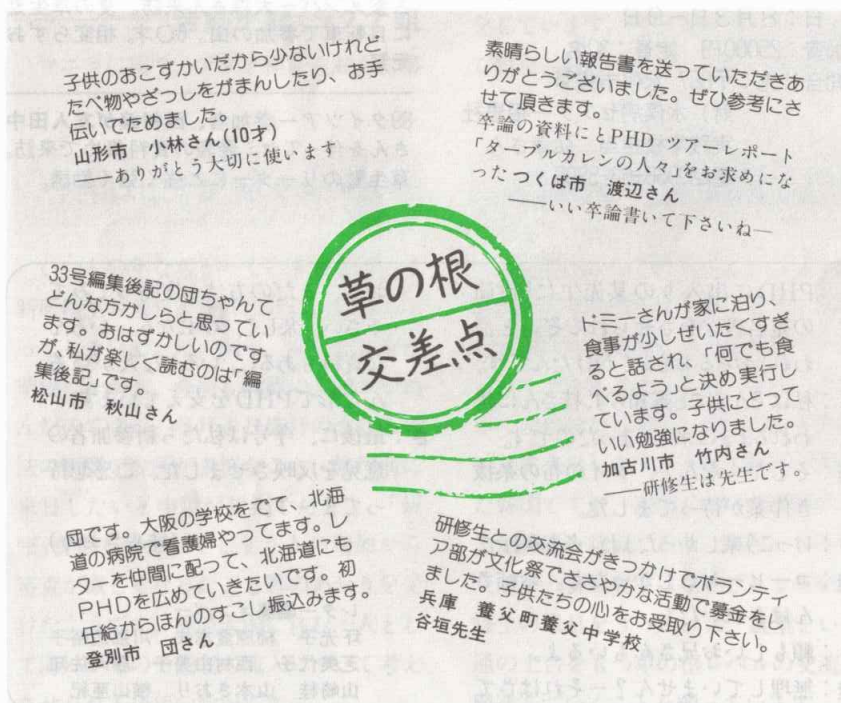 子供のおこずかいだから少ないけれど
たべ物やざっしをがまんしたり、お手
伝いでためました。
山形市 小林さん(10才)
—ありがとう大切に使います—
素晴らしい報告書を送っていただきあ
りがとうございました。ぜひ参考にさ
せて頂きます。
卒論の資料にとPHDツアーレポート
「ターブルカレンの人々」をお求めにな
ったつくば市 渡辺さん
——いい卒論書いて下さいね—
草の根
交差点
33号編集後記の団ちゃんて
どんな方かしらと思ってい
ます。おはずかしいのです
が、私が楽しく読むのは「編
集後記」です。
松山市 秋山さん
ドミーさんが家に泊り、
食事が少しぜいたくすぎ
ると話され、「何でも食
べるよう」と決め実行し
ています。子供にとって
いい勉強になりました。
加古川市 竹内さん
—研修生は先生です。
団です。大阪の学校をでて、北海
道の病院で看護婦やってます。レ
ターを仲間に配って、北海道にも
PHDを広めていきたいです。初
任給からほんのすこし振込みます。
登別市 団さん
研修生との交流会がきっかけでボランティ
ア部が文化祭でささやかな活動で募金をし
ました。子供たちの心をお受取り下さい。
兵庫 養父町養父中学校
谷垣先生